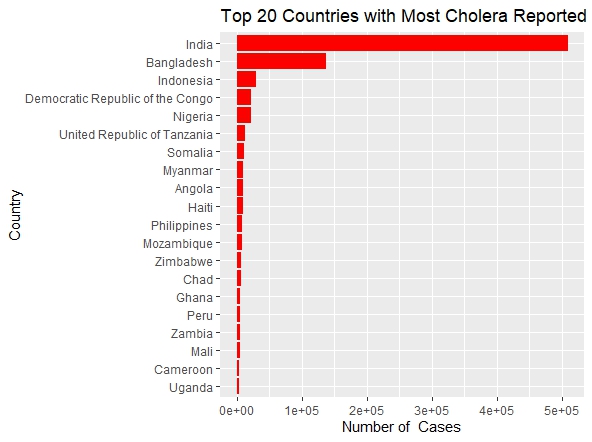 Top 20 Countries with Most Cholera Reported
India
Bangladesh
Indonesia
Democratic Republic of the Congo
Nigeria
United Republic of Tanzania
Somalia
Myanmar
Angola
Haiti
Philippines
Mozambique
Zimbabwe
Chad
Ghana
Peru
Zambia
Mali
Cameroon
Uganda
Country
0e+00 1e+05 2e+05 3e+05 4e+05 5e+05
Number of  Cases